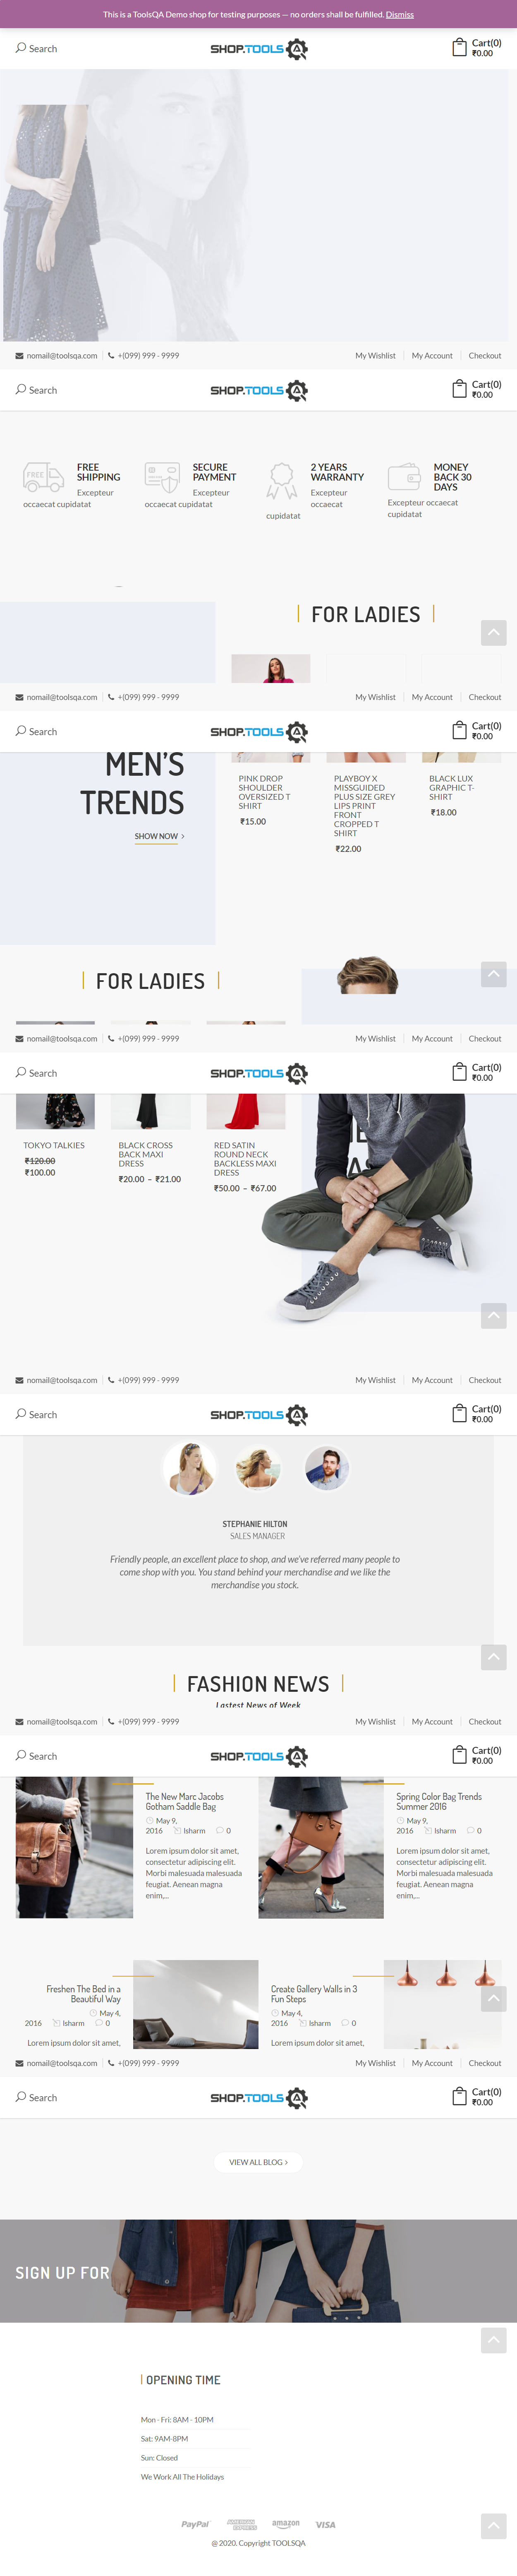 This is a ToolsQA Demo shop for testing purposes — no orders shall be fulfilled. Dismiss
Search
SHOP.TOOLS
Cart(0)
₹0.00
nomail@toolsqa.com
+(099) 999 - 9999
My Wishlist
My Account
Checkout
Search
SHOP.TOOLS
Cart(0)
₹0.00
FREE
FREE SHIPPING
Excepteur
occaecat cupidatat
SECURE PAYMENT
Excepteur
occaecat cupidatat
2 YEARS WARRANTY
Excepteur
occaecat
cupidatat
MONEY BACK 30 DAYS
Excepteur occaecat
cupidatat
FOR LADIES
nomail@toolsqa.com
+(099) 999 - 9999
My Wishlist
My Account
Checkout
Search
SHOP.TOOLS
Cart(0)
₹0.00
MEN'S
TRENDS
SHOW NOW
PINK DROP
SHOULDER
OVERSIZED T
SHIRT
₹15.00
PLAYBOY X
MISSGUIDED
PLUS SIZE GREY
LIPS PRINT
FRONT
CROPPED T
SHIRT
₹22.00
BLACK LUX
GRAPHIC T-
SHIRT
₹18.00
FOR LADIES
nomail@toolsqa.com
+(099) 999 - 9999
My Wishlist
My Account
Checkout
Search
SHOP.TOOLS
Cart(0)
₹0.00
TOKYO TALKIES
₹120.00
₹100.00
BLACK CROSS
BACK MAXI
DRESS
₹20.00 – ₹21.00
RED SATIN
ROUND NECK
BACKLESS MAXI
DRESS
₹50.00 – ₹67.00
nomail@toolsqa.com
+(099) 999 - 9999
My Wishlist
My Account
Checkout
Search
SHOP.TOOLS
Cart(0)
₹0.00
STEPHANIE HILTON
SALES MANAGER
Friendly people, an excellent place to shop, and we've referred many people to
come shop with you. You stand behind your merchandise and we like the
merchandise you stock.
FASHION NEWS
Lastest News of Week
nomail@toolsqa.com
+(099) 999 - 9999
My Wishlist
My Account
Checkout
Search
SHOP.TOOLS
Cart(0)
₹0.00
The New Marc Jacobs
Gotham Saddle Bag
May 9,
2016 lsharm 0
Lorem ipsum dolor sit amet,
consectetur adipiscing elit.
Morbi malesuada malesuada
feugiat. Aenean magna
enim,...
Spring Color Bag Trends
Summer 2016
May 9,
2016 lsharm 0
Lorem ipsum dolor sit amet,
consectetur adipiscing elit.
Morbi malesuada malesuada
feugiat. Aenean magna
enim,...
Freshen The Bed in a
Beautiful Way
May 4,
2016 lsharm 0
Lorem ipsum dolor sit amet,
Create Gallery Walls in 3
Fun Steps
May 4,
2016 lsharm 0
Lorem ipsum dolor sit amet,
nomail@toolsqa.com
+(099) 999 - 9999
My Wishlist
My Account
Checkout
Search
SHOP.TOOLS
Cart(0)
₹0.00
VIEW ALL BLOG
SIGN UP FOR
OPENING TIME
Mon - Fri: 8AM - 10PM
Sat: 9AM-8PM
Sun: Closed
We Work All The Holidays
PayPal
AMERICAN EXPRESS
amazon
VISA
@ 2020. Copyright TOOLSQA